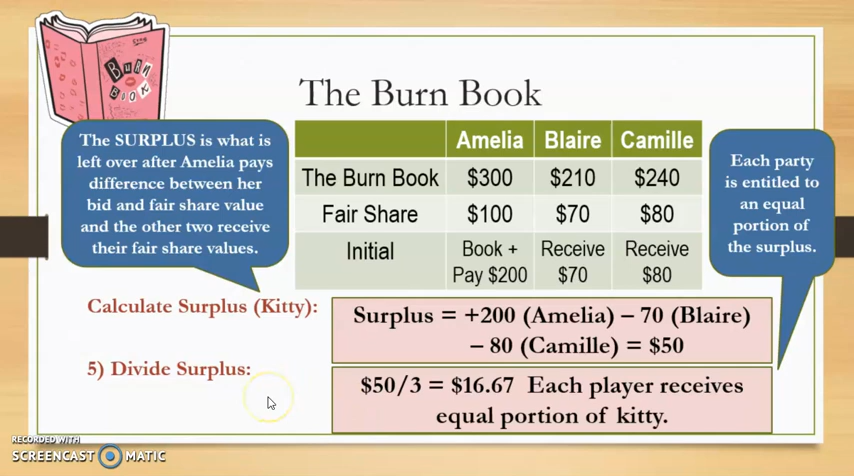 BURN
BOOK
The Burn Book
The SURPLUS is what is
left over after Amelia pays
difference between her
bid and fair share value
and the other two receive
their fair share values.
Amelia Blaire Camille
The Burn Book $300 $210 $240
Fair Share $100 $70 $80
Initial Book + Receive Receive
Pay $200 $70 $80
Each party
is entitled to
an equal
portion of
the surplus.
Calculate Surplus (Kitty):
Surplus = +200 (Amelia) – 70 (Blaire)
– 80 (Camille) = $50
5) Divide Surplus:
$50/3 = $16.67 Each player receives
equal portion of kitty.
RECORDED WITH
SCREENCAST MATIC